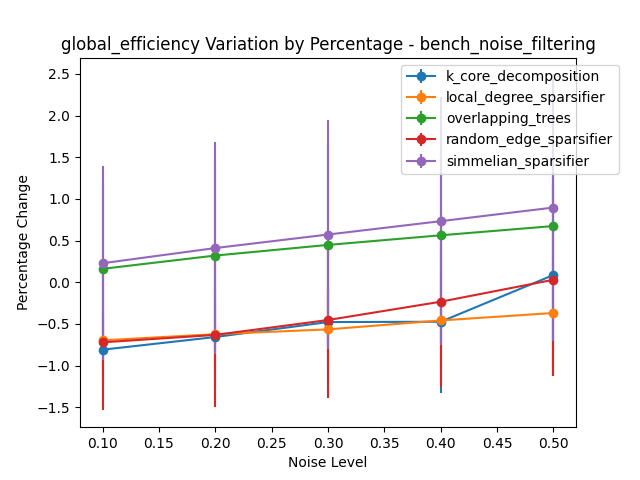 global_efficiency Variation by Percentage - bench_noise_filtering
2.5
2.0
1.5
1.0
0.5
0.0
−0.5
−1.0
−1.5
Percentage Change
k_core_decomposition
local_degree_sparsifier
overlapping_trees
random_edge_sparsifier
simmelian_sparsifier
0.10
0.15
0.20
0.25
0.30
0.35
0.40
0.45
0.50
Noise Level